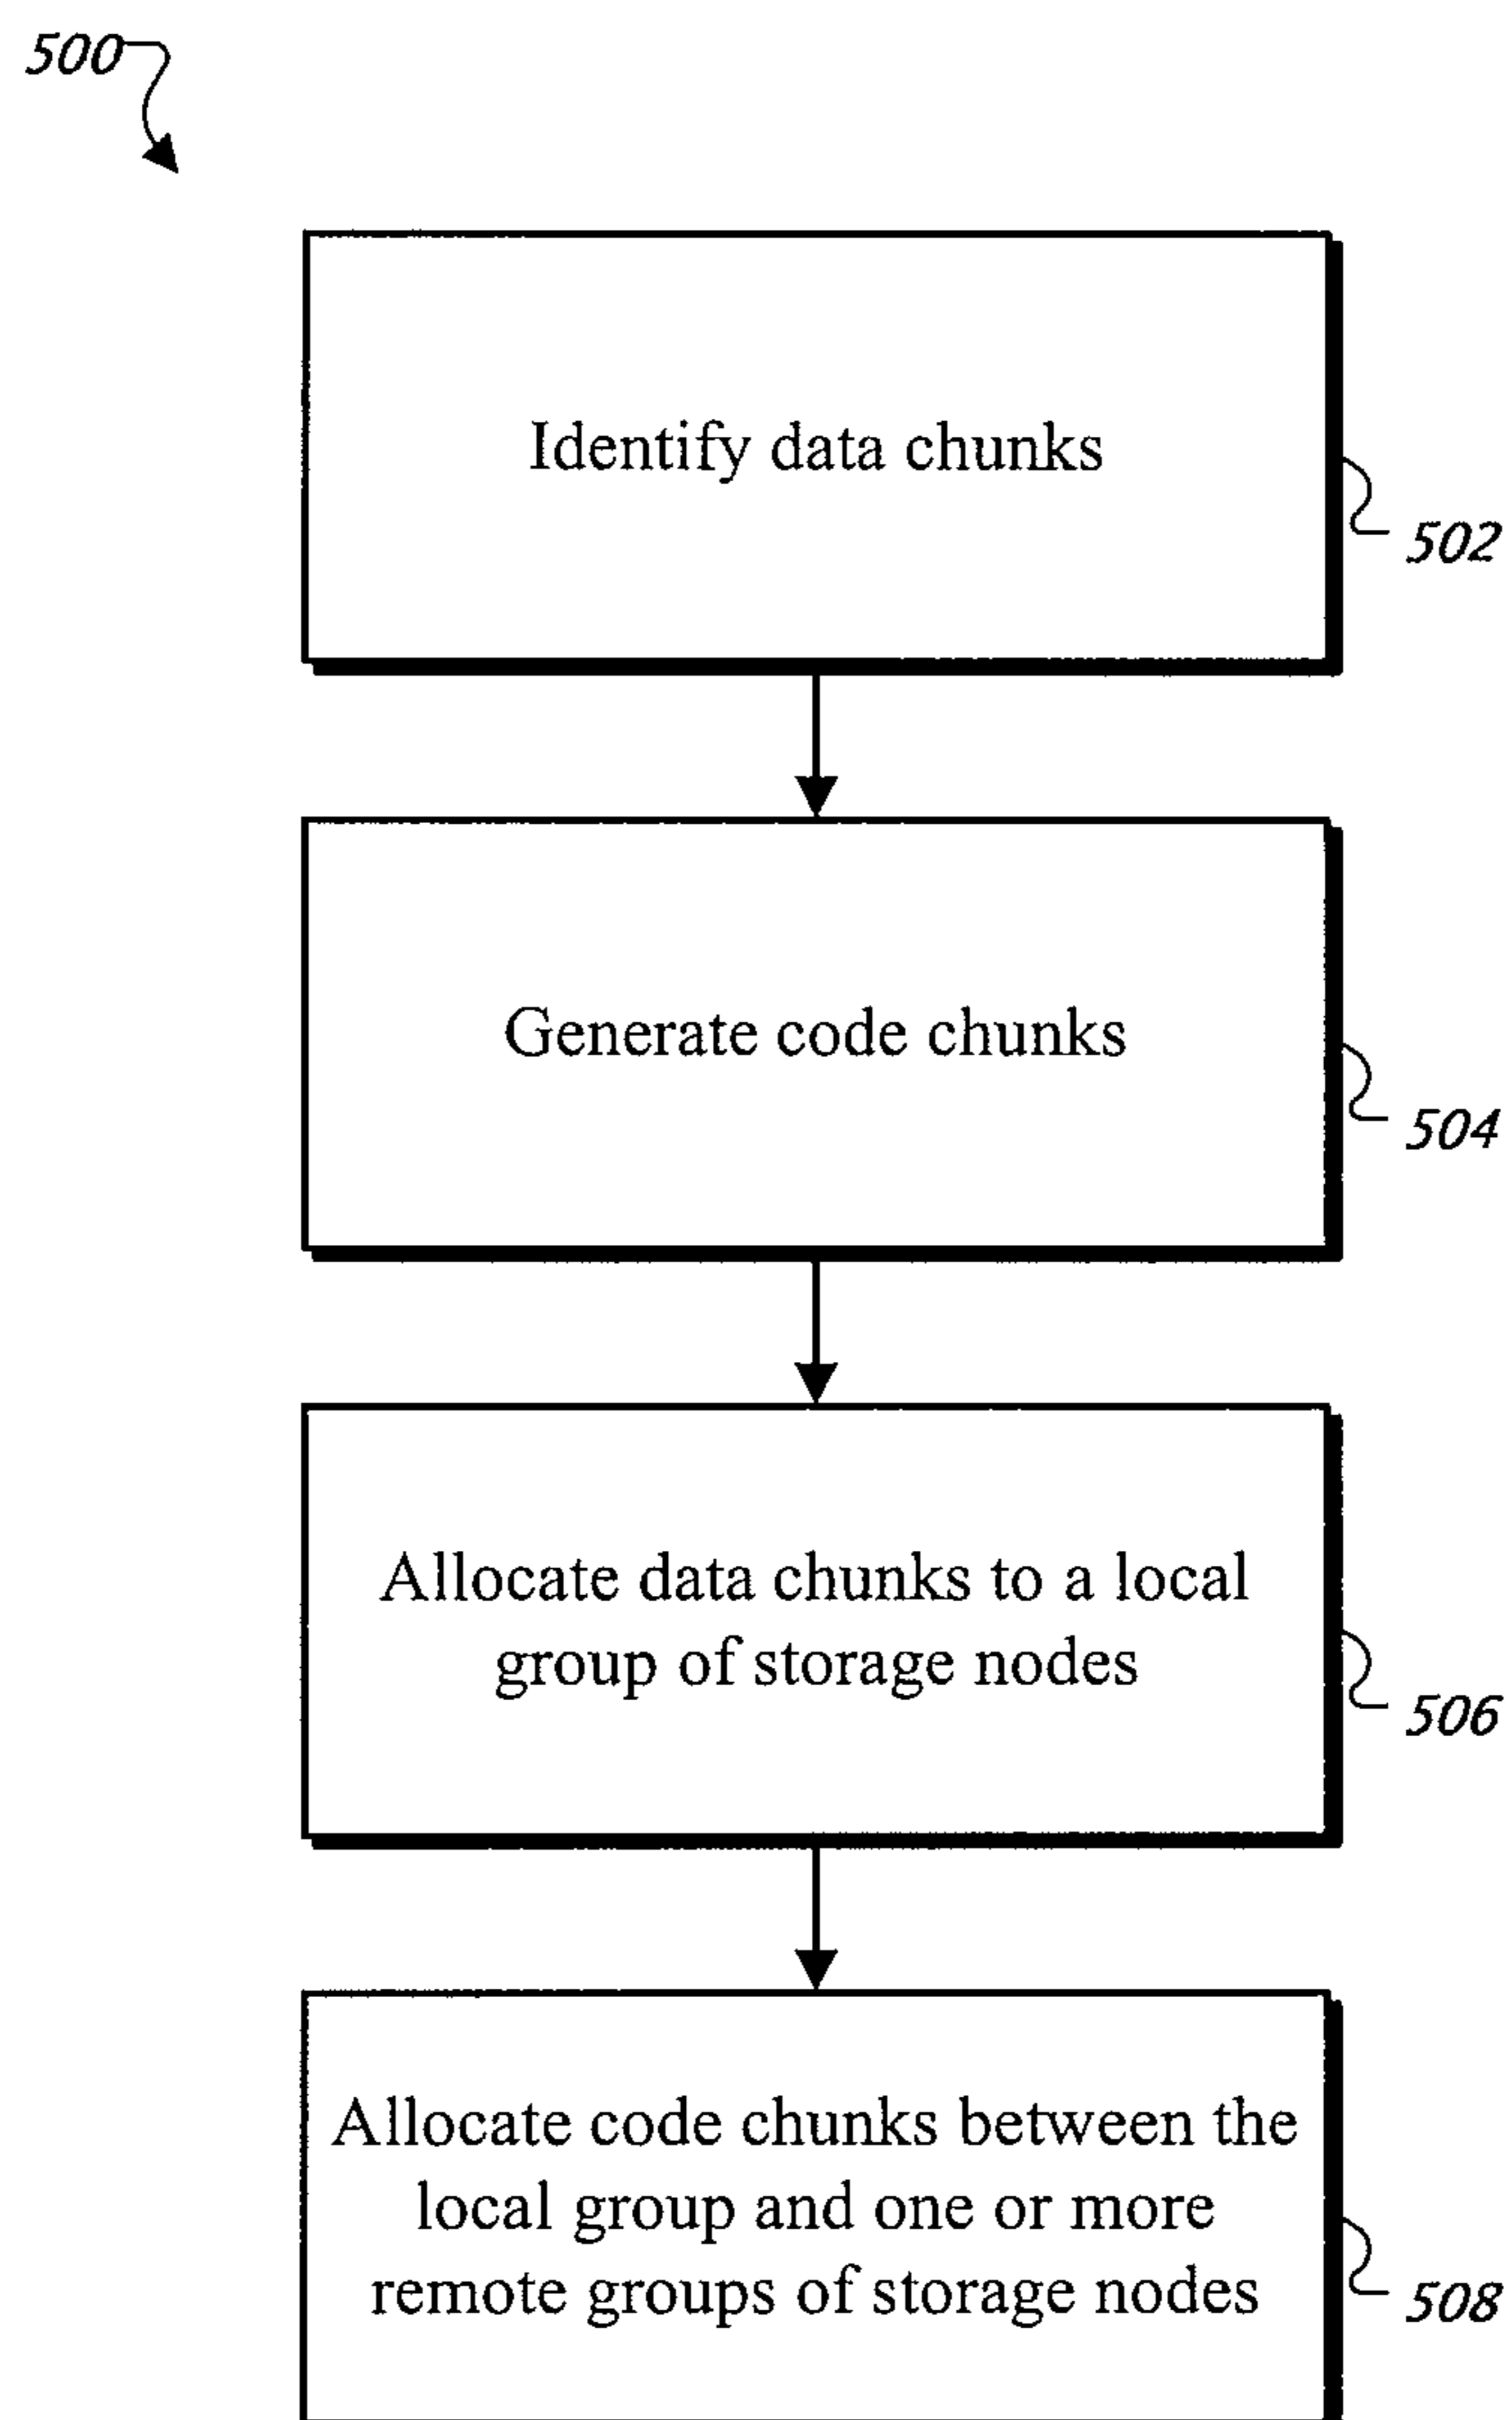 500
Identify data chunks
502
Generate code chunks
504
Allocate data chunks to a local
group of storage nodes
506
Allocate code chunks between the
local group and one or more
remote groups of storage nodes
508